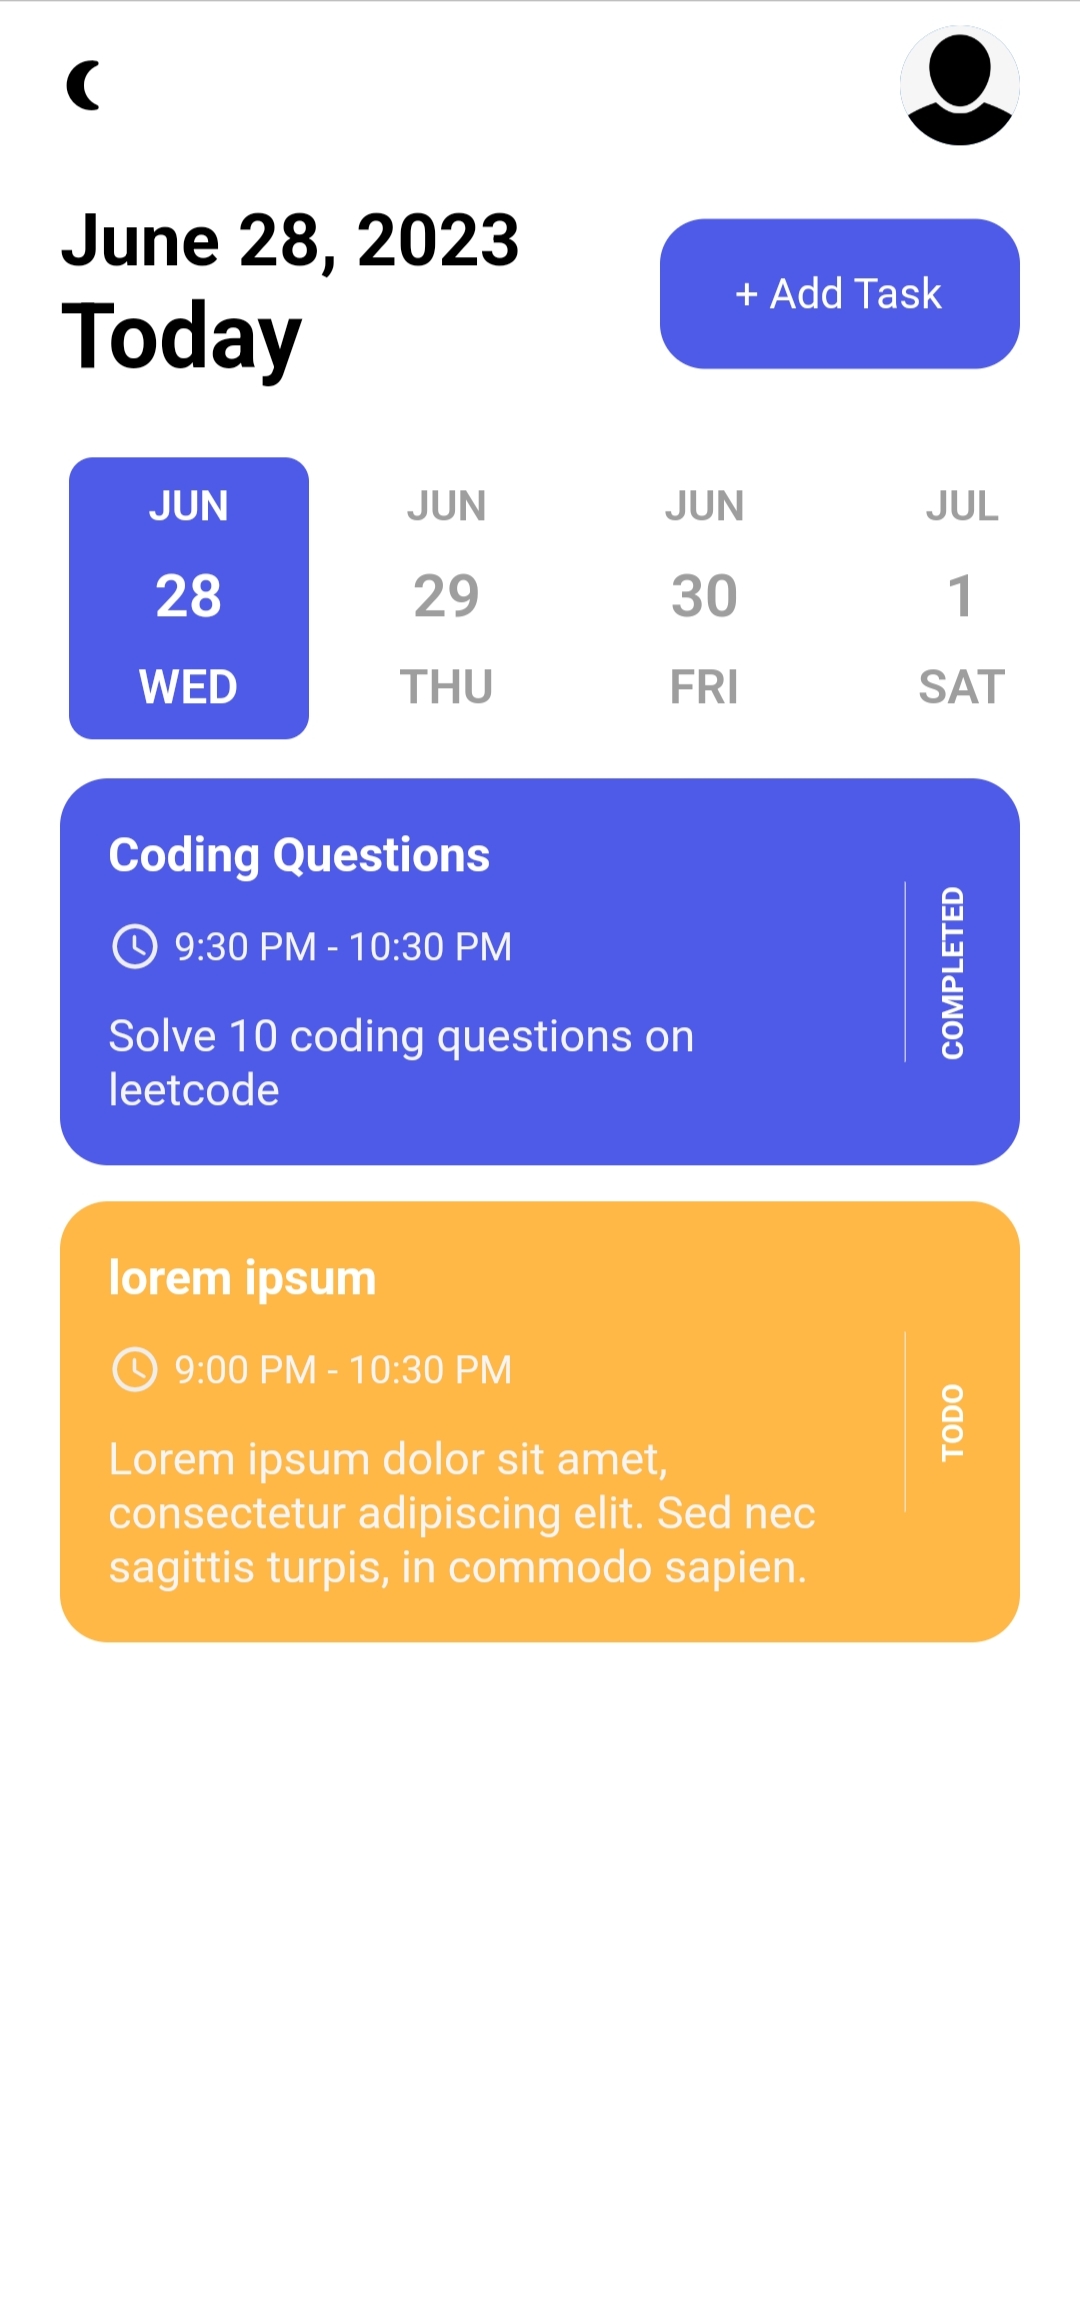 June 28, 2023
Today
+ Add Task
JUN
28
WED
JUN
29
THU
JUN
30
FRI
JUL
1
SAT
Coding Questions
9:30 PM - 10:30 PM
Solve 10 coding questions on
leetcode
COMPLETED
lorem ipsum
9:00 PM - 10:30 PM
Lorem ipsum dolor sit amet,
consectetur adipiscing elit. Sed nec
sagittis turpis, in commodo sapien.
TODO